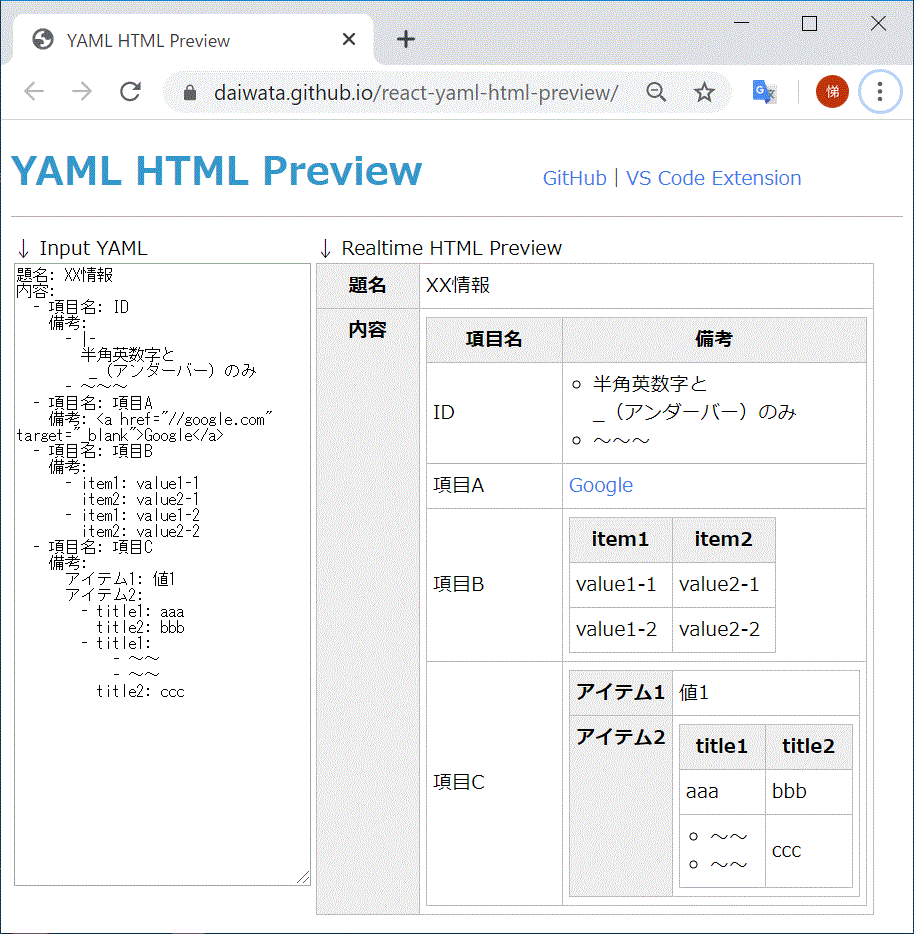 YAML HTML Preview
daiwata.github.io/react-yaml-html-preview/
悌
YAML HTML Preview
GitHub | VS Code Extension
↓ Input YAML
題名: XX情報
内容:
  - 項目名: ID
    備考:
      - |-
        半角英数字と
        _（アンダーバー）のみ
      - ～～～
  - 項目名: 項目A
    備考: <a href="//google.com"
target="_blank">Google</a>
  - 項目名: 項目B
    備考:
      - item1: value1-1
        item2: value2-1
      - item1: value1-2
        item2: value2-2
  - 項目名: 項目C
    備考:
      アイテム1: 値1
      アイテム2:
        - title1: aaa
          title2: bbb
        - title1:
            - ～～
            - ～～
          title2: ccc
↓ Realtime HTML Preview
題名 XX情報
内容
項目名 備考
ID
半角英数字と
_（アンダーバー）のみ
～～～
項目A Google
項目B
item1 item2
value1-1 value2-1
value1-2 value2-2
項目C
アイテム1 値1
アイテム2
title1 title2
aaa bbb
～～
～～
ccc